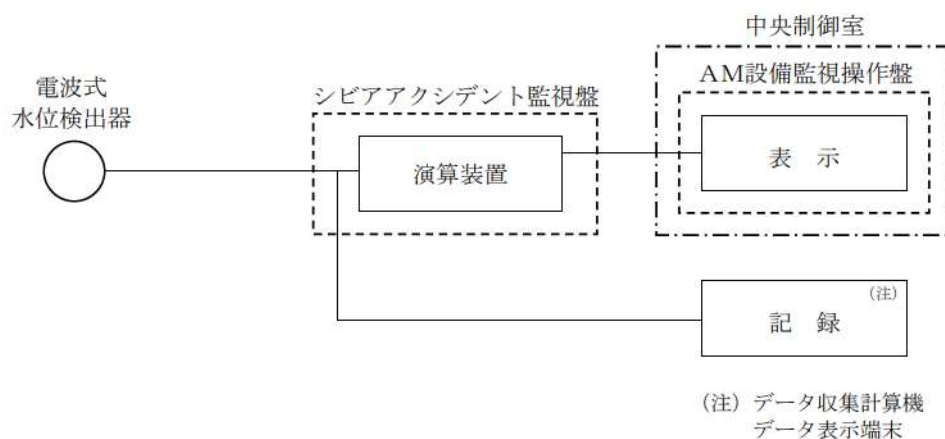 中央制御室
AM設備監視操作盤
電波式
水位検出器
シビアアクシデント監視盤
演算装置
表 示
(注)
記 録
(注) データ収集計算機
データ表示端末